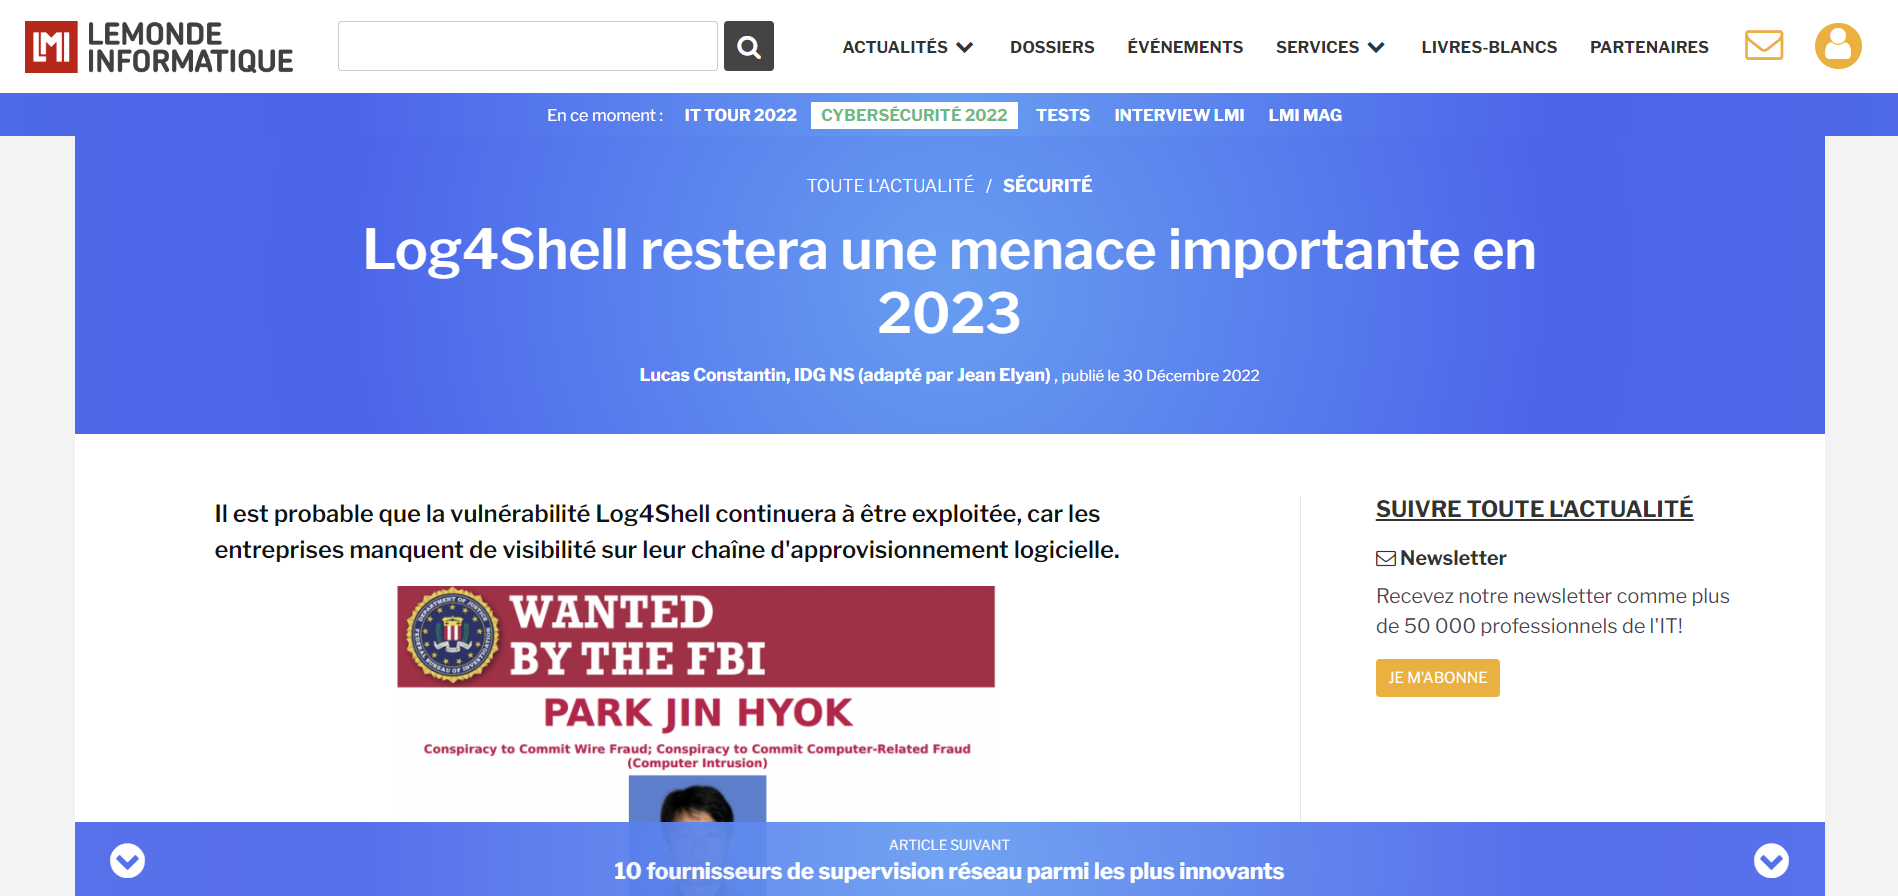 LMI LEMONDE
INFORMATIQUE
ACTUALITÉS DOSSIERS ÉVÉNEMENTS SERVICES LIVRES-BLANCS PARTENAIRES
En ce moment : IT TOUR 2022 CYBERSÉCURITÉ 2022 TESTS INTERVIEW LMI LMI MAG
TOUTE L'ACTUALITÉ / SÉCURITÉ
Log4Shell restera une menace importante en
2023
Lucas Constantin, IDG NS (adapté par Jean Elyan) , publié le 30 Décembre 2022
Il est probable que la vulnérabilité Log4Shell continuera à être exploitée, car les
entreprises manquent de visibilité sur leur chaîne d'approvisionnement logicielle.
DEPARTMENT OF JUSTICE
FEDERAL BUREAU OF INVESTIGATION
WANTED
BY THE FBI
PARK JIN HYOK
Conspiracy to Commit Wire Fraud; Conspiracy to Commit Computer-Related Fraud
(Computer Intrusion)
SUIVRE TOUTE L'ACTUALITÉ
Newsletter
Recevez notre newsletter comme plus
de 50 000 professionnels de l'IT!
JE M'ABONNE
ARTICLE SUIVANT
10 fournisseurs de supervision réseau parmi les plus innovants